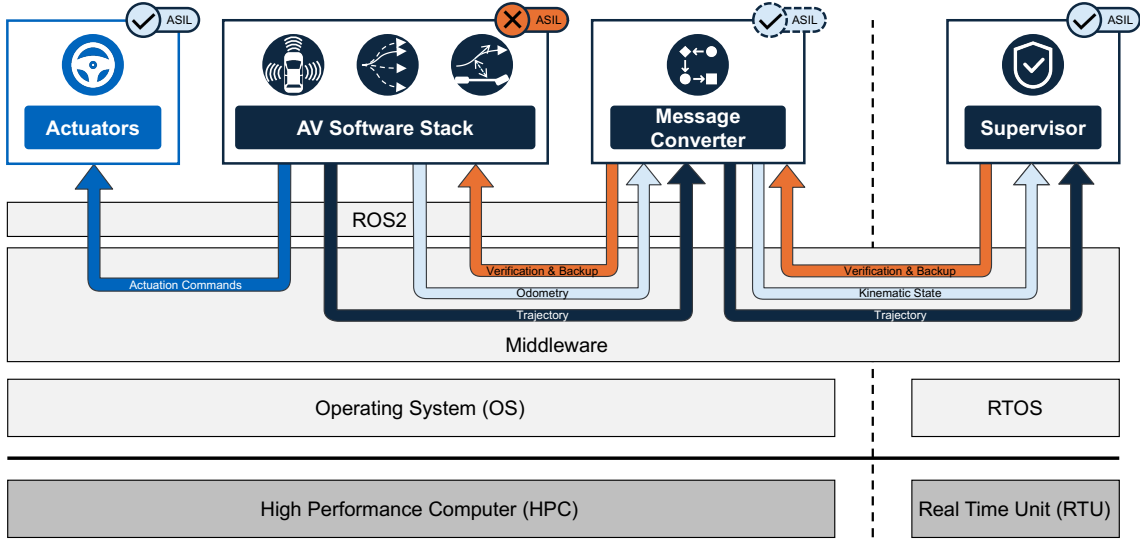 ASIL
ASIL
ASIL
ASIL
Actuators
AV Software Stack
Message
Converter
Supervisor
ROS2
Verification & Backup
Verification & Backup
Actuation Commands
Odometry
Kinematic State
Trajectory
Trajectory
Middleware
Operating System (OS)
RTOS
High Performance Computer (HPC)
Real Time Unit (RTU)